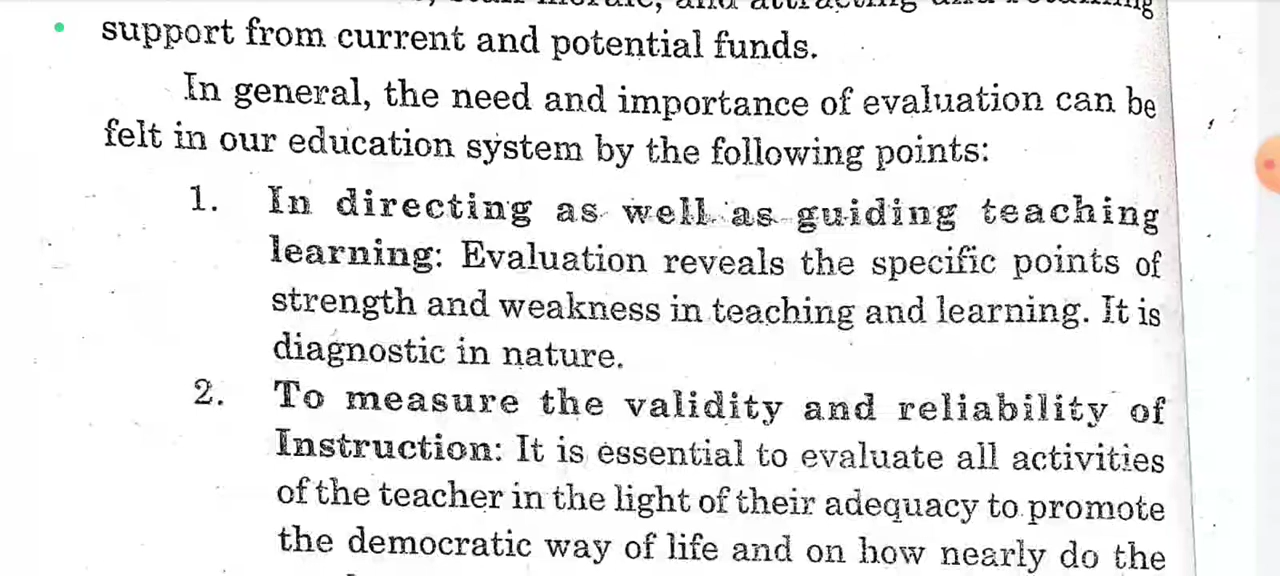 support from current and potential funds.
In general, the need and importance of evaluation can be
felt in our education system by the following points:
1. In directing as well as guiding teaching
learning: Evaluation reveals the specific points of
strength and weakness in teaching and learning. It is
diagnostic in nature.
2. To measure the validity and reliability of
Instruction: It is essential to evaluate all activities
of the teacher in the light of their adequacy to promote
the democratic way of life and on how nearly do the